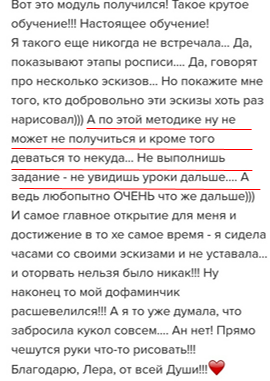 Вот это модуль получился! Такое крутое
обучение!!! Настоящее обучение!
Я такого еще никогда не встречала... Да,
показывают этапы росписи.... Да, говорят
про несколько эскизов... Но покажите мне
того, кто добровольно эти эскизы хоть раз
нарисовал))) А по этой методике ну не
может не получиться и кроме того
деваться то некуда... Не выполнишь
задание - не увидишь уроки дальше.... А
ведь любопытно ОЧЕНЬ что же дальше)))
И самое главное открытие для меня и
достижение в то хе самое время - я сидела
часами со своими эскизами и не уставала...
и оторвать нельзя было никак!!! Ну
наконец то мой дофаминчик
расшевелился!!! А я то уже думала, что
забросила кукол совсем.... Ан нет! Прямо
чешутся руки что-то рисовать!!!
Благодарю, Лера, от всей Души!!!❤️